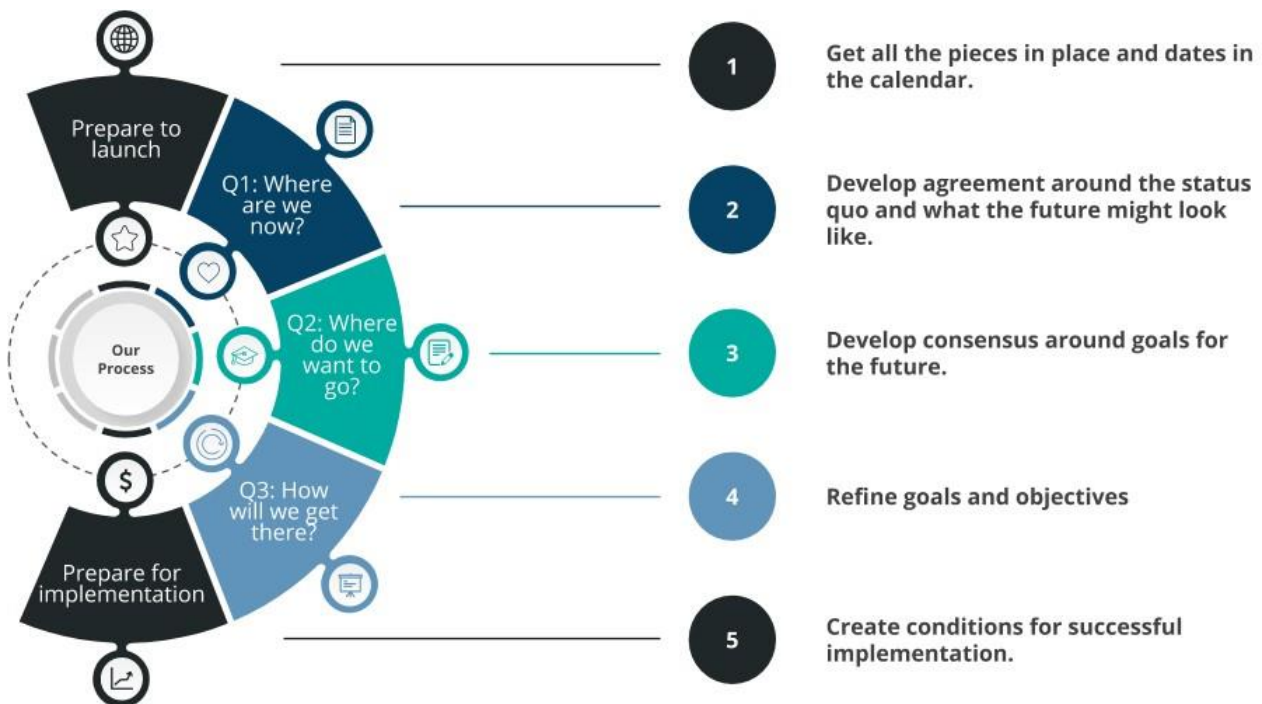 Prepare to
launch
Q1: Where
are we
now?
Q2: Where
do we
want to
go?
Q3: How
will we get
there?
Prepare for
implementation
Our
Process
$
1
Get all the pieces in place and dates in
the calendar.
2
Develop agreement around the status
quo and what the future might look
like.
3
Develop consensus around goals for
the future.
4
Refine goals and objectives
5
Create conditions for successful
implementation.